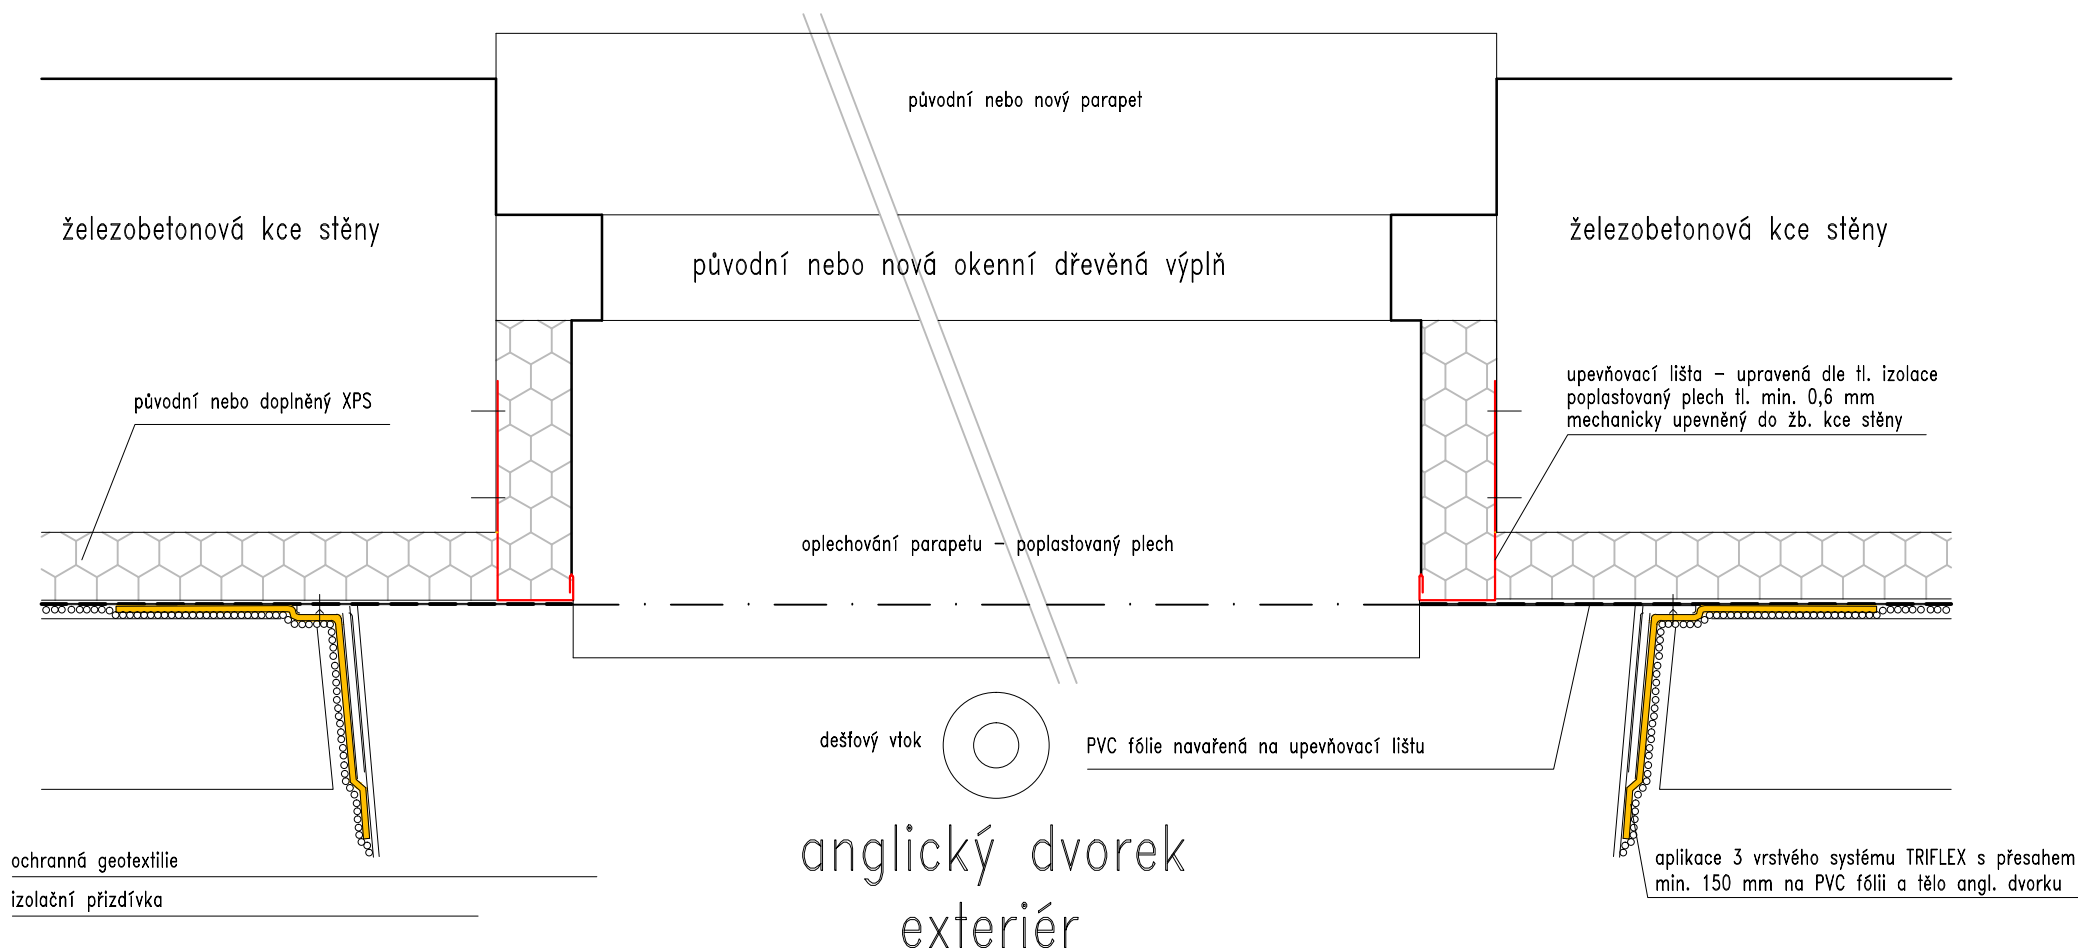 původní nebo nový parapet
železobetonová kce stěny
železobetonová kce stěny
původní nebo nová okenní dřevěná výplň
původní nebo doplněný XPS
upevňovací lišta – upravená dle tl. izolace
poplastovaný plech tl. min. 0,6 mm
mechanicky upevněný do žb. kce stěny
oplechování parapetu – poplastovaný plech
dešťový vtok
PVC fólie navařená na upevňovací lištu
anglický dvorek
exteriér
ochranná geotextilie
izolační přizdívka
aplikace 3 vrstvého systému TRIFLEX s přesahem
min. 150 mm na PVC fólii a tělo angl. dvorku